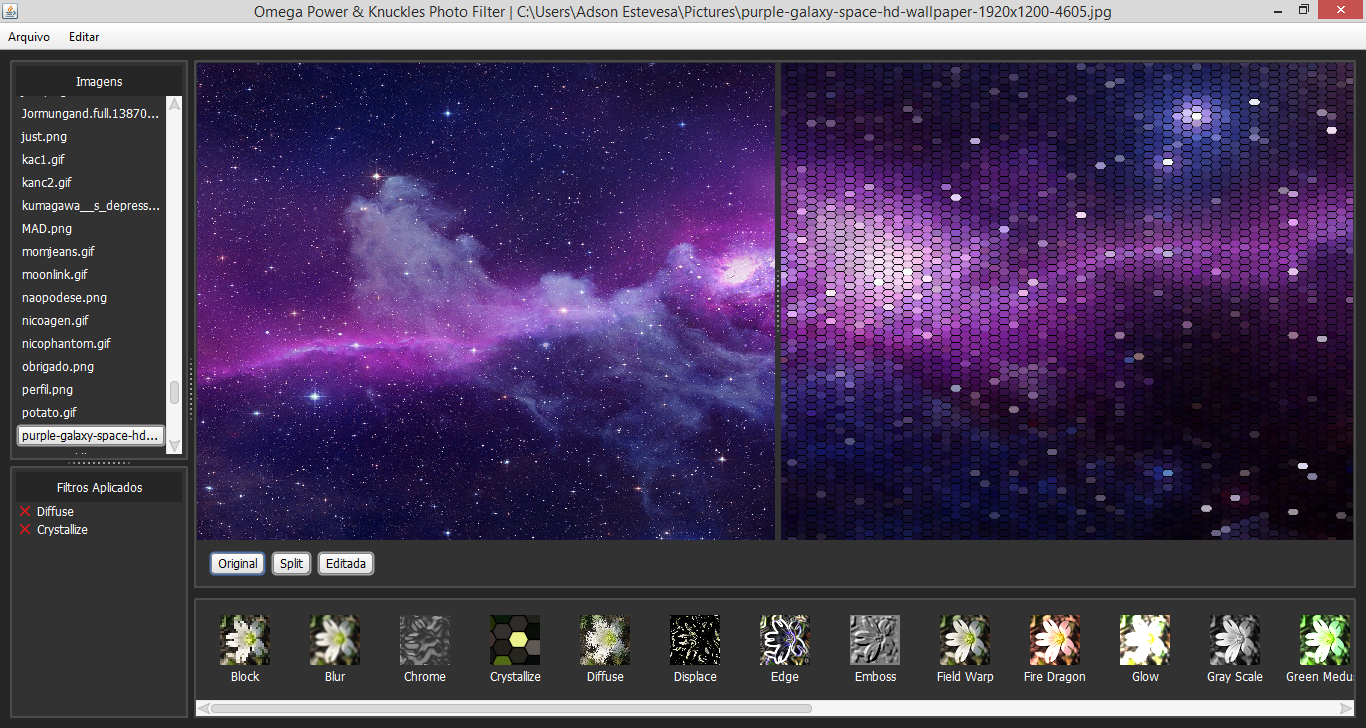 Omega Power & Knuckles Photo Filter | C:\Users\Adson Estevesa\Pictures\purple-galaxy-space-hd-wallpaper-1920x1200-4605.jpg
Arquivo Editar
Imagens
Jormungand.full.13870...
just.png
kac1.gif
kanc2.gif
kumagawa__s_depress...
MAD.png
momjeans.gif
moonlink.gif
naopodese.png
nicoagen.gif
nicophantom.gif
obrigado.png
perfil.png
potato.gif
purple-galaxy-space-hd...
Filtros Aplicados
Diffuse
Crystallize
Original Split Editada
Block Blur Chrome Crystallize Diffuse Displace Edge Emboss Field Warp Fire Dragon Glow Gray Scale Green Medu